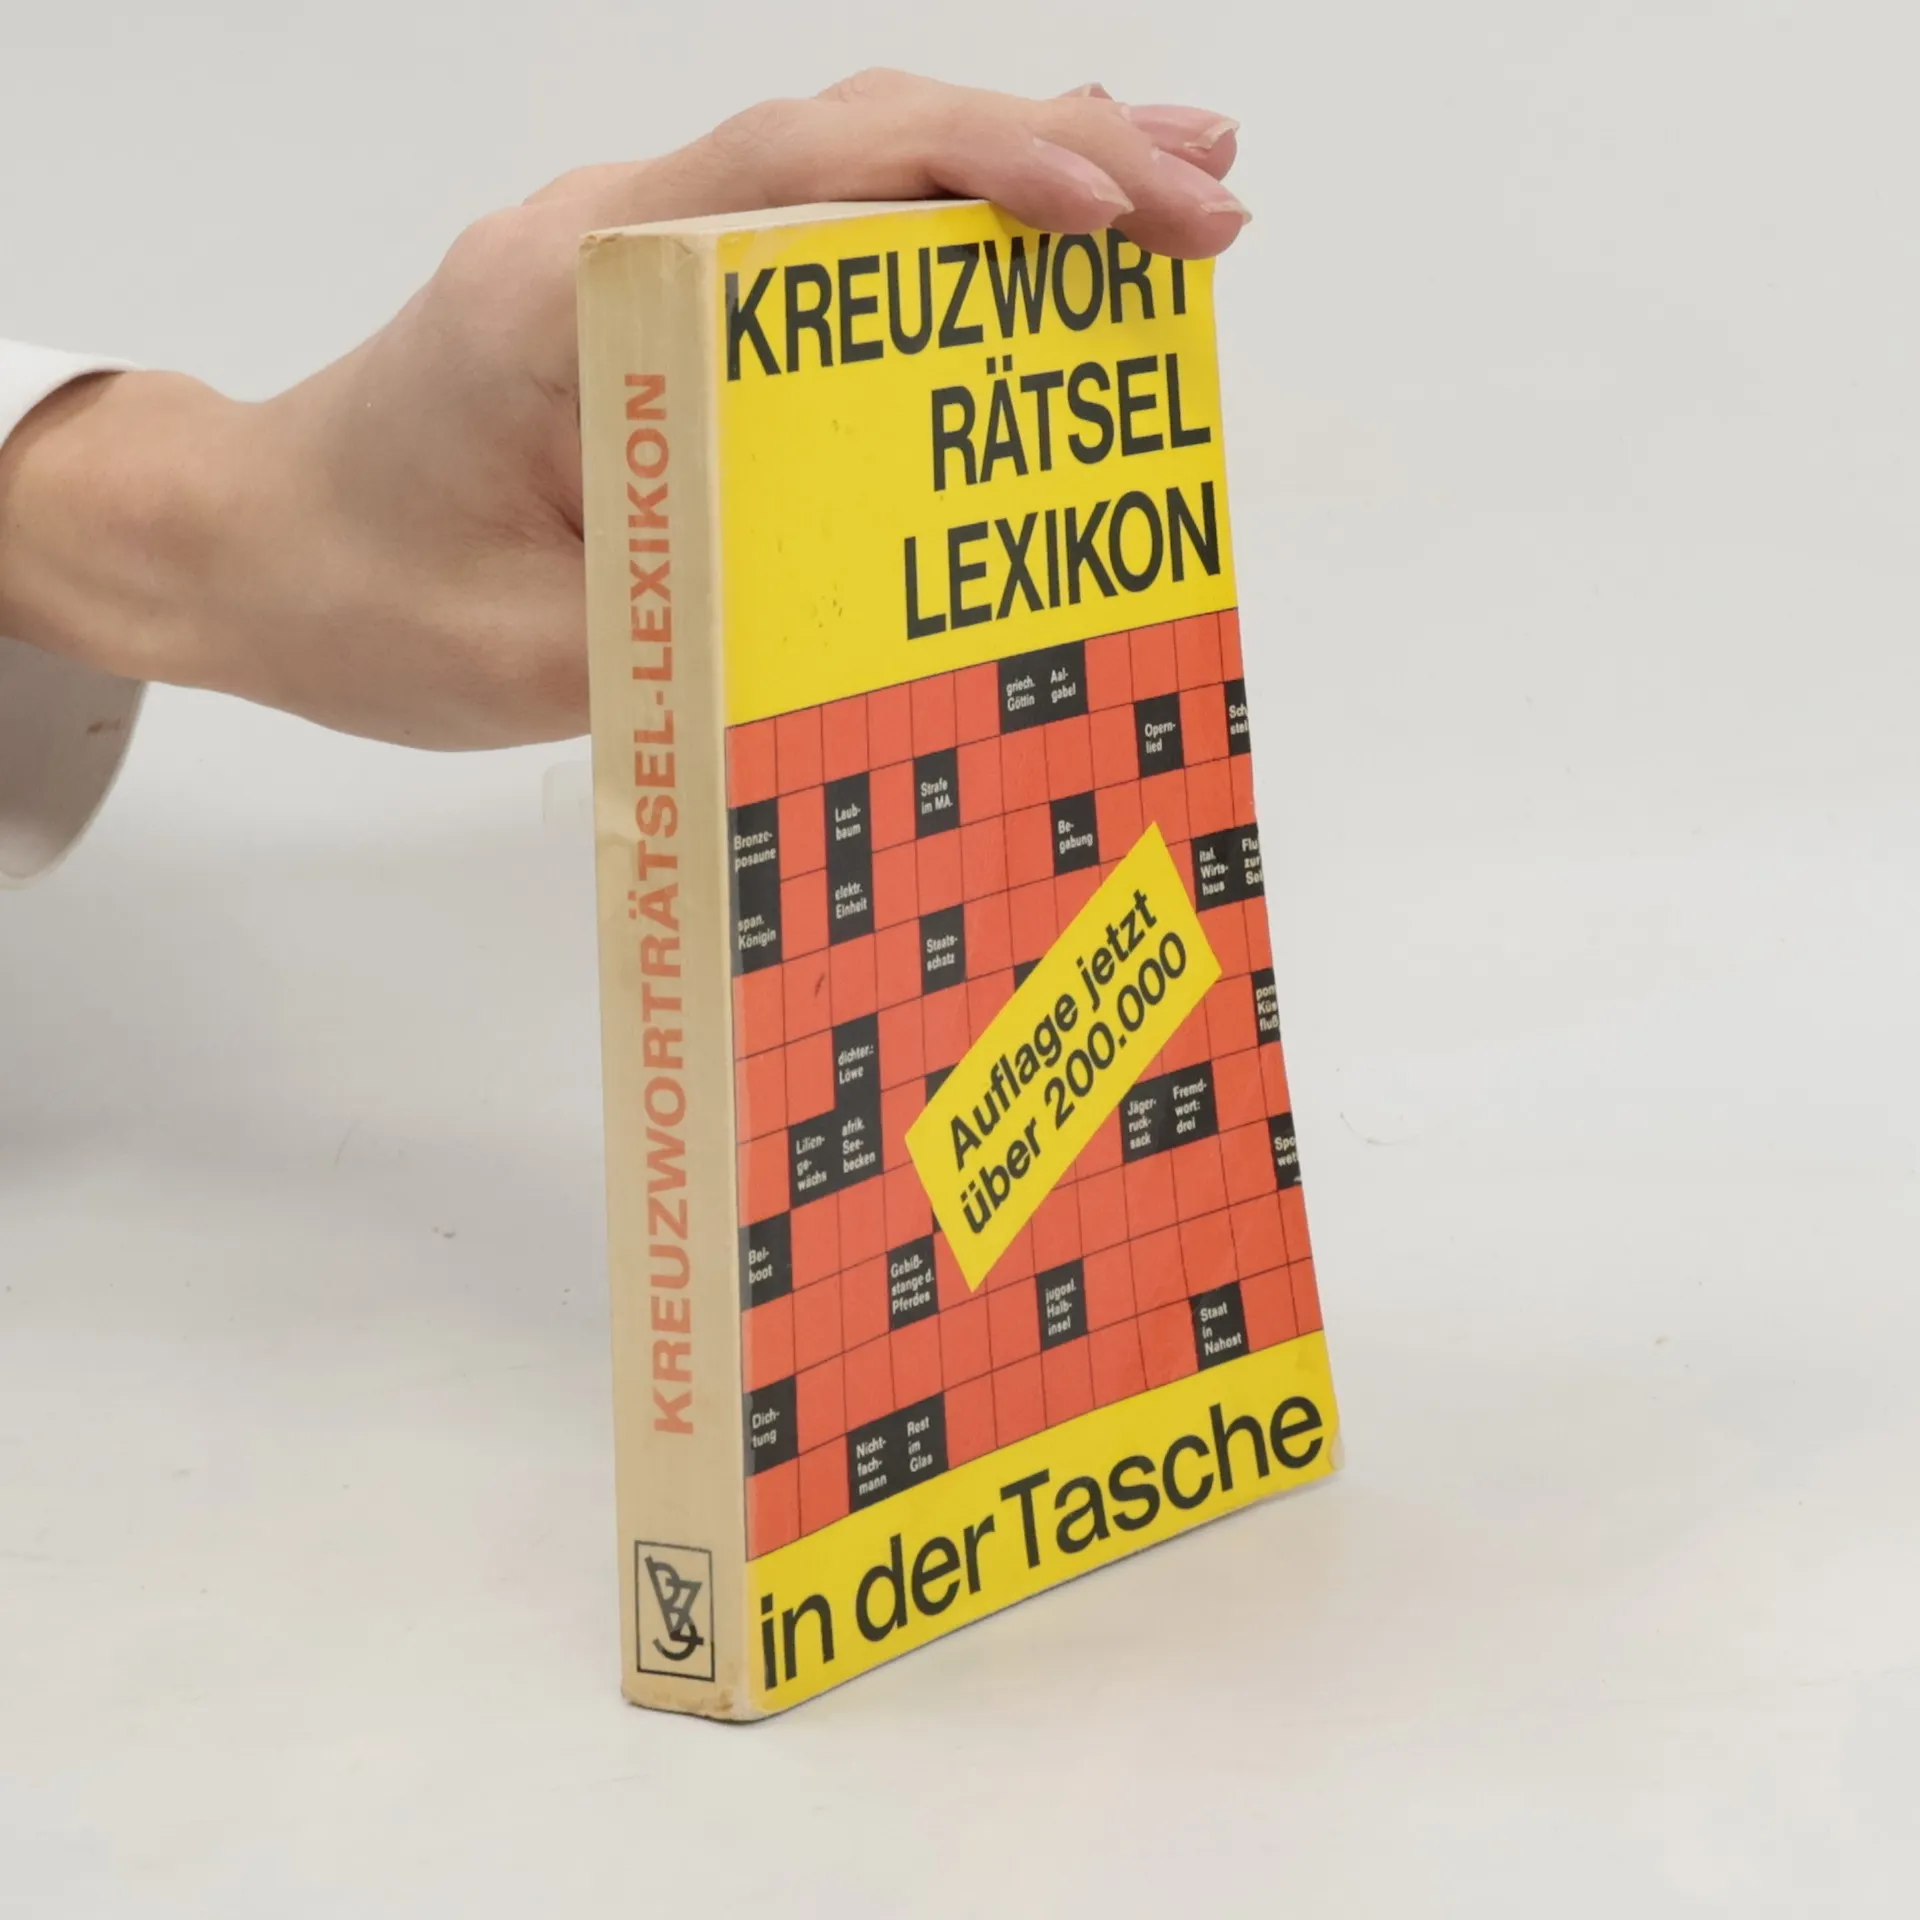 KREUZWORTRÄTSEL-LEXIKON
KREUZWORT
RÄTSEL
LEXIKON
griech.
Göttin
Aal-
gabel
Opern-
lied
Strafe
im MA.
Laub-
baum
Bronze-
posaune
Be-
gabung
ital.
Wirts-
haus
elektr.
Einheit
span.
Königin
Staats-
schatz
Auflage jetzt
über 200.000
dichter.:
Löwe
Jäger-
ruck-
sack
Fremd-
wort:
drei
Lilien-
ge-
wächs
afrik.
See-
becken
Bei-
boot
Gebiß-
stange d.
Pferdes
jugosl.
Halb-
insel
Staat
in
Nahost
Dich-
tung
Nicht-
fach-
mann
Rest
im
Glas
in der Tasche